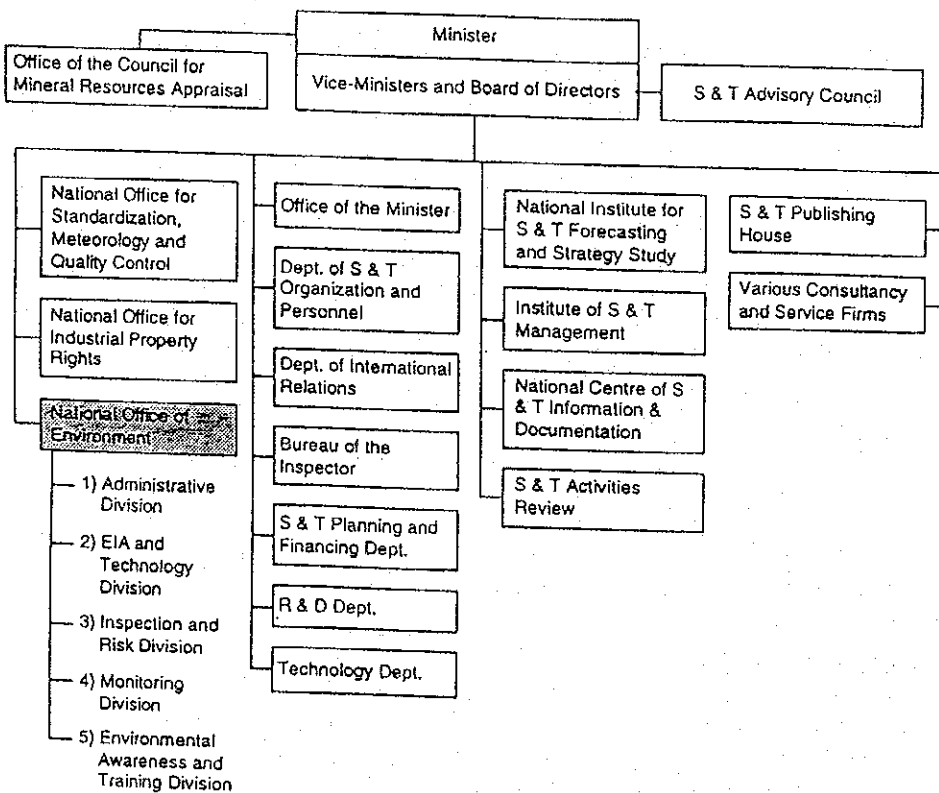 Minister
Office of the Council for
Mineral Resources Appraisal
Vice-Ministers and Board of Directors
S & T Advisory Council
National Office for
Standardization,
Meteorology and
Quality Control
National Office for
Industrial Property
Rights
National Office of
Environment
1) Administrative
Division
2) EIA and
Technology
Division
3) Inspection and
Risk Division
4) Monitoring
Division
5) Environmental
Awareness and
Training Division
Office of the Minister
Dept. of S & T
Organization and
Personnel
Dept. of International
Relations
Bureau of the
Inspector
S & T Planning and
Financing Dept.
R & D Dept.
Technology Dept.
National Institute for
S & T Forecasting
and Strategy Study
Institute of S & T
Management
National Centre of S
& T Information &
Documentation
S & T Activities
Review
S & T Publishing
House
Various Consultancy
and Service Firms